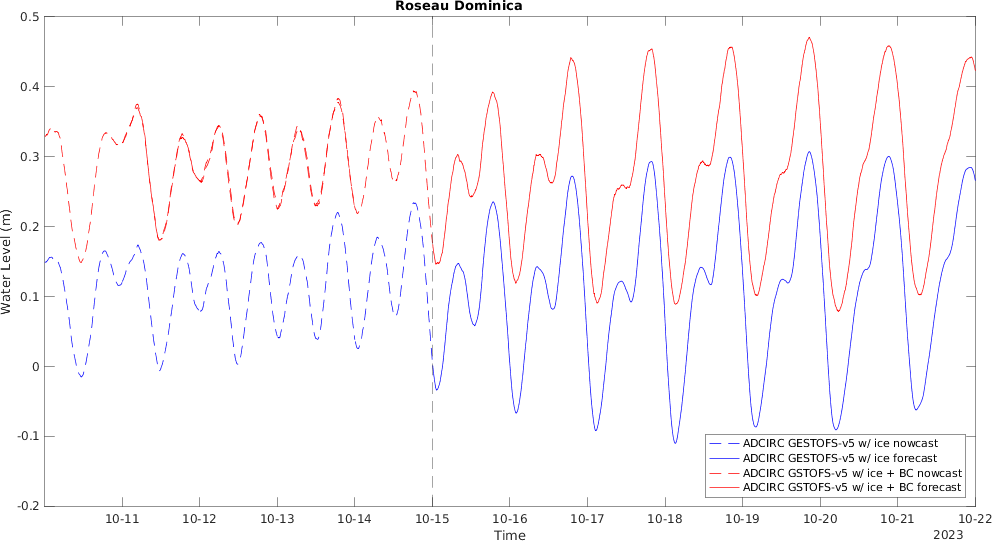 Roseau Dominica
0.5
0.4
0.3
0.2
0.1
0
-0.1
-0.2
Water Level (m)
10-11 10-12 10-13 10-14 10-15 10-16 10-17 10-18 10-19 10-20 10-21 10-22
Time
2023
ADCIRC GESTOFS-v5 w/ ice nowcast
ADCIRC GESTOFS-v5 w/ ice forecast
ADCIRC GSTOFS-v5 w/ ice + BC nowcast
ADCIRC GSTOFS-v5 w/ ice + BC forecast